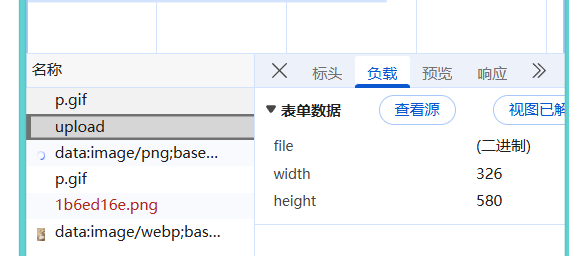 名称
p.gif
upload
data:image/png;base...
p.gif
1b6ed16e.png
data:image/webp;bas...
标头 负载 预览 响应
表单数据 查看源 视图已解
file (二进制)
width 326
height 580